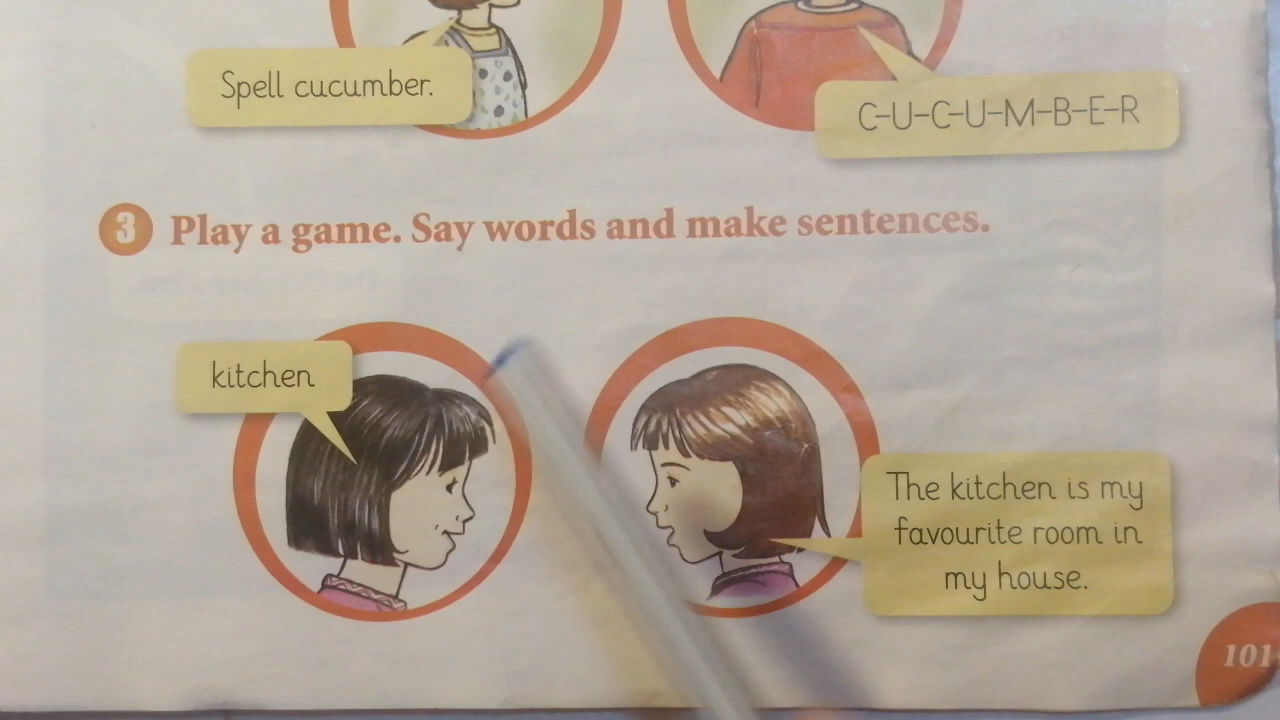 Spell cucumber.
C-U-C-U-M-B-E-R
3 Play a game. Say words and make sentences.
kitchen
The kitchen is my
favourite room in
my house.
101